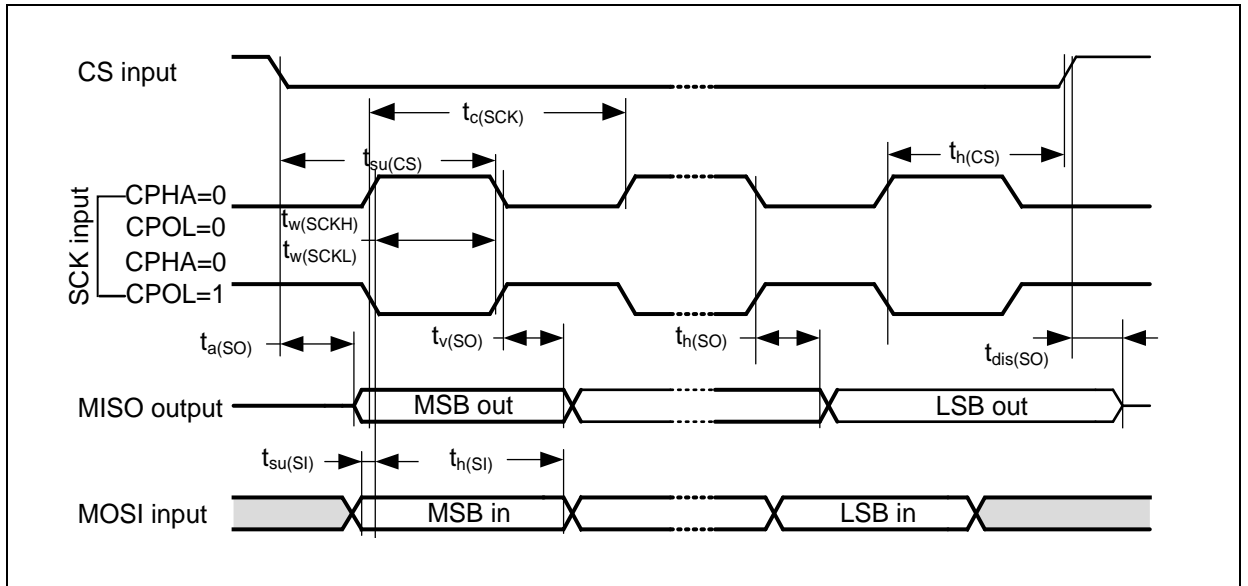 CS input
tc(SCK)
tsu(CS)
th(CS)
SCK input
CPHA=0
CPOL=0
tw(SCKH)
tw(SCKL)
CPHA=0
CPOL=1
ta(SO)
tv(SO)
th(SO)
tdis(SO)
MISO output
MSB out
LSB out
tsu(SI)
th(SI)
MOSI input
MSB in
LSB in